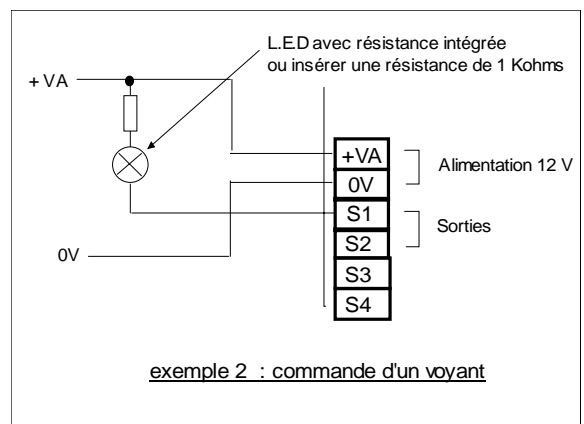 L.E.D avec résistance intégrée
ou insérer une résistance de 1 Kohms
+ VA
+VA
Alimentation 12 V
0V
S1
Sorties
S2
0V
S3
S4
exemple 2 : commande d'un voyant